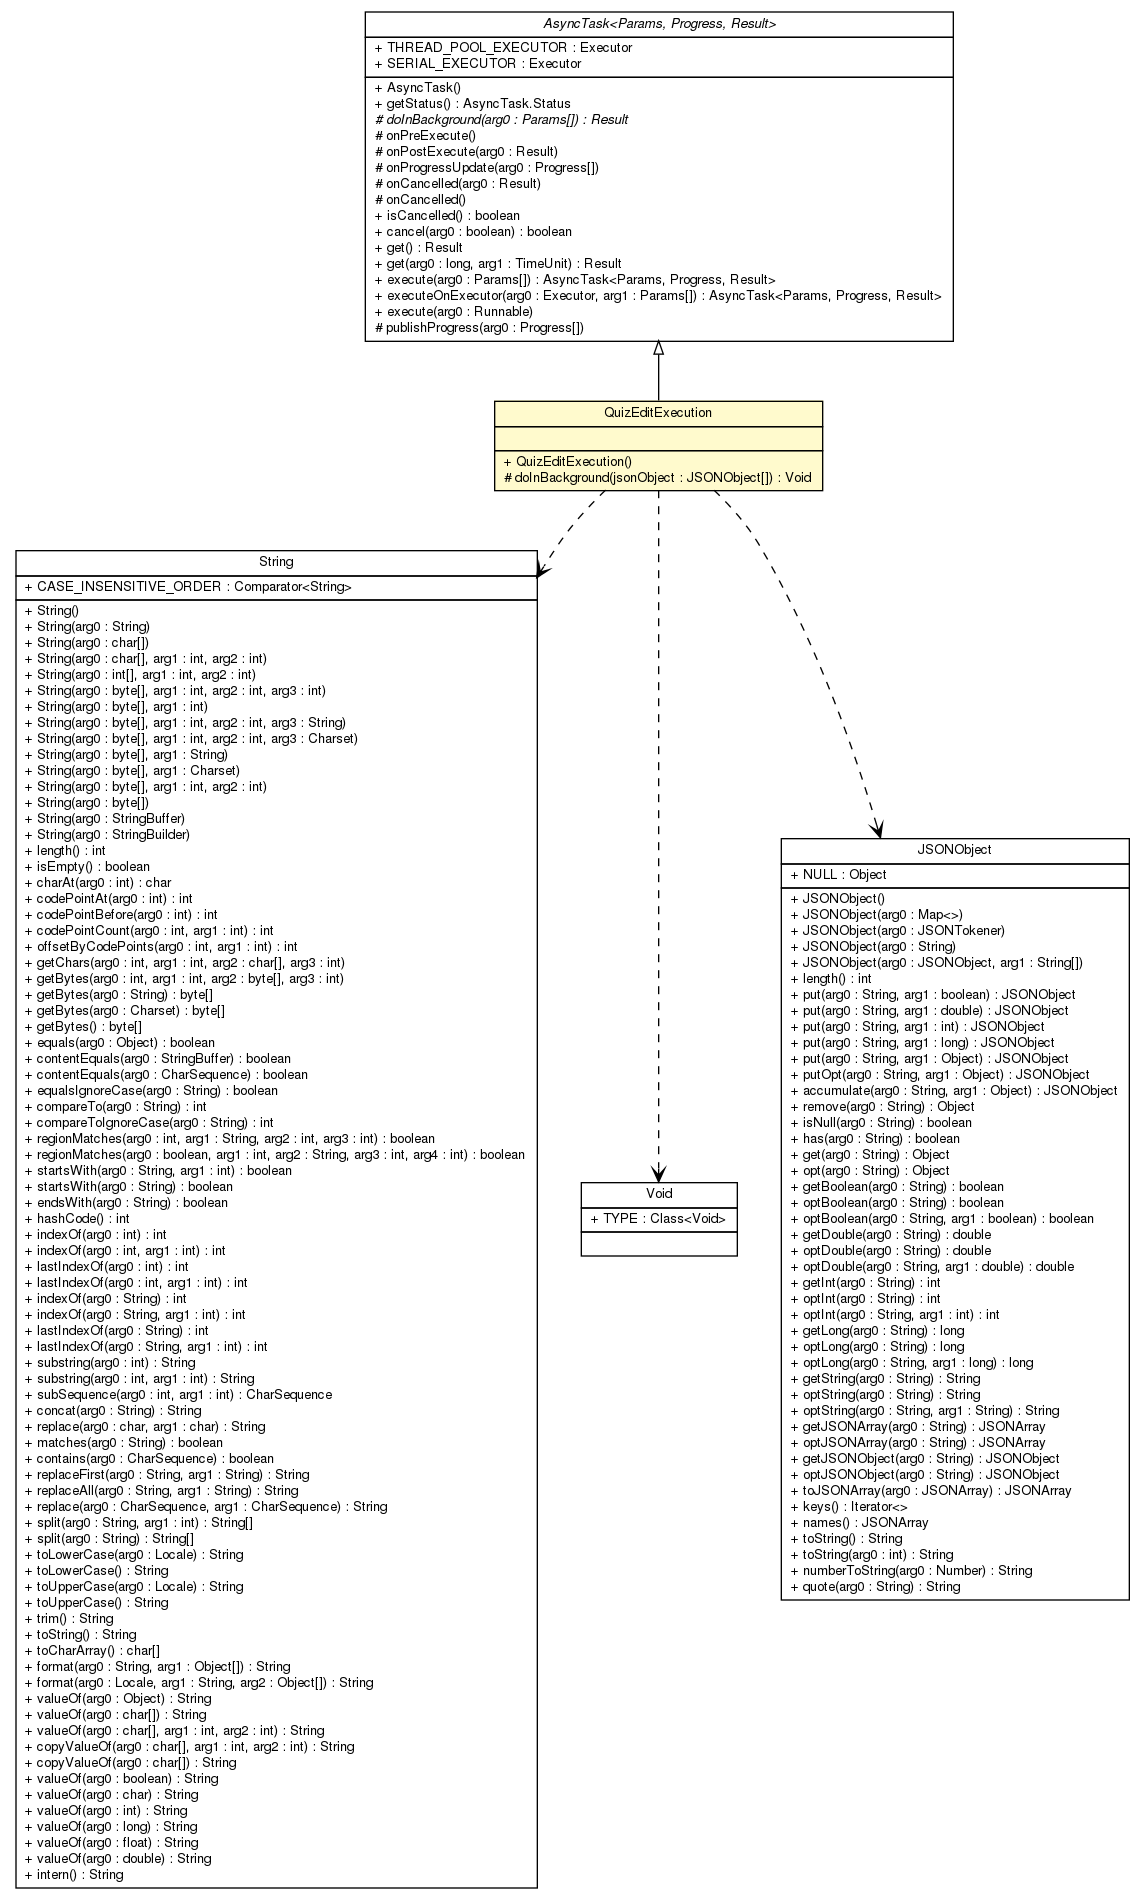 AsyncTask<Params, Progress, Result>
+ THREAD_POOL_EXECUTOR : Executor
+ SERIAL_EXECUTOR : Executor
+ AsyncTask()
+ getStatus() : AsyncTask.Status
# doInBackground(arg0 : Params[]) : Result
# onPreExecute()
# onPostExecute(arg0 : Result)
# onProgressUpdate(arg0 : Progress[])
# onCancelled(arg0 : Result)
# onCancelled()
+ isCancelled() : boolean
+ cancel(arg0 : boolean) : boolean
+ get() : Result
+ get(arg0 : long, arg1 : TimeUnit) : Result
+ execute(arg0 : Params[]) : AsyncTask<Params, Progress, Result>
+ executeOnExecutor(arg0 : Executor, arg1 : Params[]) : AsyncTask<Params, Progress, Result>
+ execute(arg0 : Runnable)
# publishProgress(arg0 : Progress[])
QuizEditExecution
+ QuizEditExecution()
# doInBackground(jsonObject : JSONObject[]) : Void
String
+ CASE_INSENSITIVE_ORDER : Comparator<String>
+ String()
+ String(arg0 : String)
+ String(arg0 : char[])
+ String(arg0 : char[], arg1 : int, arg2 : int)
+ String(arg0 : int[], arg1 : int, arg2 : int)
+ String(arg0 : byte[], arg1 : int, arg2 : int, arg3 : int)
+ String(arg0 : byte[], arg1 : int)
+ String(arg0 : byte[], arg1 : int, arg2 : int, arg3 : String)
+ String(arg0 : byte[], arg1 : int, arg2 : int, arg3 : Charset)
+ String(arg0 : byte[], arg1 : String)
+ String(arg0 : byte[], arg1 : Charset)
+ String(arg0 : byte[], arg1 : int, arg2 : int)
+ String(arg0 : byte[])
+ String(arg0 : StringBuffer)
+ String(arg0 : StringBuilder)
+ length() : int
+ isEmpty() : boolean
+ charAt(arg0 : int) : char
+ codePointAt(arg0 : int) : int
+ codePointBefore(arg0 : int) : int
+ codePointCount(arg0 : int, arg1 : int) : int
+ offsetByCodePoints(arg0 : int, arg1 : int) : int
+ getChars(arg0 : int, arg1 : int, arg2 : char[], arg3 : int)
+ getBytes(arg0 : int, arg1 : int, arg2 : byte[], arg3 : int)
+ getBytes(arg0 : String) : byte[]
+ getBytes(arg0 : Charset) : byte[]
+ getBytes() : byte[]
+ equals(arg0 : Object) : boolean
+ contentEquals(arg0 : StringBuffer) : boolean
+ contentEquals(arg0 : CharSequence) : boolean
+ equalsIgnoreCase(arg0 : String) : boolean
+ compareTo(arg0 : String) : int
+ compareToIgnoreCase(arg0 : String) : int
+ regionMatches(arg0 : int, arg1 : String, arg2 : int, arg3 : int) : boolean
+ regionMatches(arg0 : boolean, arg1 : int, arg2 : String, arg3 : int, arg4 : int) : boolean
+ startsWith(arg0 : String, arg1 : int) : boolean
+ startsWith(arg0 : String) : boolean
+ endsWith(arg0 : String) : boolean
+ hashCode() : int
+ indexOf(arg0 : int) : int
+ indexOf(arg0 : int, arg1 : int) : int
+ lastIndexOf(arg0 : int) : int
+ lastIndexOf(arg0 : int, arg1 : int) : int
+ indexOf(arg0 : String) : int
+ indexOf(arg0 : String, arg1 : int) : int
+ lastIndexOf(arg0 : String) : int
+ lastIndexOf(arg0 : String, arg1 : int) : int
+ substring(arg0 : int) : String
+ substring(arg0 : int, arg1 : int) : String
+ subSequence(arg0 : int, arg1 : int) : CharSequence
+ concat(arg0 : String) : String
+ replace(arg0 : char, arg1 : char) : String
+ matches(arg0 : String) : boolean
+ contains(arg0 : CharSequence) : boolean
+ replaceFirst(arg0 : String, arg1 : String) : String
+ replaceAll(arg0 : String, arg1 : String) : String
+ replace(arg0 : CharSequence, arg1 : CharSequence) : String
+ split(arg0 : String, arg1 : int) : String[]
+ split(arg0 : String) : String[]
+ toLowerCase(arg0 : Locale) : String
+ toLowerCase() : String
+ toUpperCase(arg0 : Locale) : String
+ toUpperCase() : String
+ trim() : String
+ toString() : String
+ toCharArray() : char[]
+ format(arg0 : String, arg1 : Object[]) : String
+ format(arg0 : Locale, arg1 : String, arg2 : Object[]) : String
+ valueOf(arg0 : Object) : String
+ valueOf(arg0 : char[]) : String
+ valueOf(arg0 : char[], arg1 : int, arg2 : int) : String
+ copyValueOf(arg0 : char[], arg1 : int, arg2 : int) : String
+ copyValueOf(arg0 : char[]) : String
+ valueOf(arg0 : boolean) : String
+ valueOf(arg0 : char) : String
+ valueOf(arg0 : int) : String
+ valueOf(arg0 : long) : String
+ valueOf(arg0 : float) : String
+ valueOf(arg0 : double) : String
+ intern() : String
Void
+ TYPE : Class<Void>
JSONObject
+ NULL : Object
+ JSONObject()
+ JSONObject(arg0 : Map<>)
+ JSONObject(arg0 : JSONTokener)
+ JSONObject(arg0 : String)
+ JSONObject(arg0 : JSONObject, arg1 : String[])
+ length() : int
+ put(arg0 : String, arg1 : boolean) : JSONObject
+ put(arg0 : String, arg1 : double) : JSONObject
+ put(arg0 : String, arg1 : int) : JSONObject
+ put(arg0 : String, arg1 : long) : JSONObject
+ put(arg0 : String, arg1 : Object) : JSONObject
+ putOpt(arg0 : String, arg1 : Object) : JSONObject
+ accumulate(arg0 : String, arg1 : Object) : JSONObject
+ remove(arg0 : String) : Object
+ isNull(arg0 : String) : boolean
+ has(arg0 : String) : boolean
+ get(arg0 : String) : Object
+ opt(arg0 : String) : Object
+ getBoolean(arg0 : String) : boolean
+ optBoolean(arg0 : String) : boolean
+ optBoolean(arg0 : String, arg1 : boolean) : boolean
+ getDouble(arg0 : String) : double
+ optDouble(arg0 : String) : double
+ optDouble(arg0 : String, arg1 : double) : double
+ getInt(arg0 : String) : int
+ optInt(arg0 : String) : int
+ optInt(arg0 : String, arg1 : int) : int
+ getLong(arg0 : String) : long
+ optLong(arg0 : String) : long
+ optLong(arg0 : String, arg1 : long) : long
+ getString(arg0 : String) : String
+ optString(arg0 : String) : String
+ optString(arg0 : String, arg1 : String) : String
+ getJSONArray(arg0 : String) : JSONArray
+ optJSONArray(arg0 : String) : JSONArray
+ getJSONObject(arg0 : String) : JSONObject
+ optJSONObject(arg0 : String) : JSONObject
+ toJSONArray(arg0 : JSONArray) : JSONArray
+ keys() : Iterator<>
+ names() : JSONArray
+ toString() : String
+ toString(arg0 : int) : String
+ numberToString(arg0 : Number) : String
+ quote(arg0 : String) : String